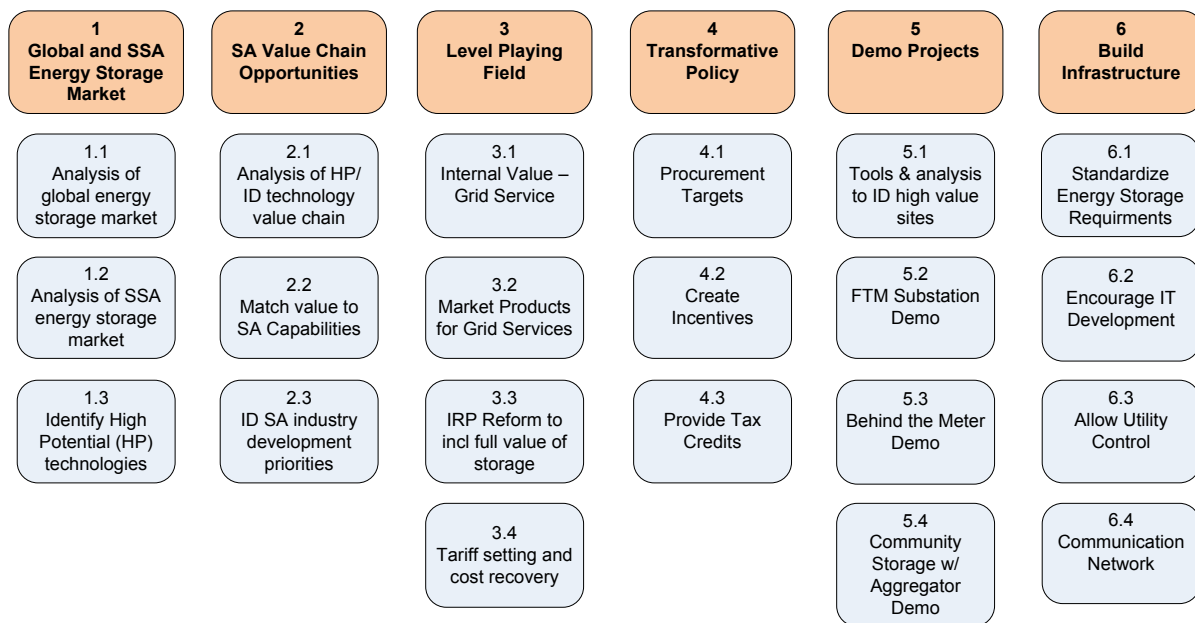 1
Global and SSA
Energy Storage
Market
2
SA Value Chain
Opportunities
3
Level Playing
Field
4
Transformative
Policy
5
Demo Projects
6
Build
Infrastructure
1.1
Analysis of
global energy
storage market
2.1
Analysis of HP/
ID technology
value chain
3.1
Internal Value –
Grid Service
4.1
Procurement
Targets
5.1
Tools & analysis
to ID high value
sites
6.1
Standardize
Energy Storage
Requirments
1.2
Analysis of SSA
energy storage
market
2.2
Match value to
SA Capabilities
3.2
Market Products
for Grid Services
4.2
Create
Incentives
5.2
FTM Substation
Demo
6.2
Encourage IT
Development
1.3
Identify High
Potential (HP)
technologies
2.3
ID SA industry
development
priorities
3.3
IRP Reform to
incl full value of
storage
4.3
Provide Tax
Credits
5.3
Behind the Meter
Demo
6.3
Allow Utility
Control
3.4
Tariff setting and
cost recovery
5.4
Community
Storage w/
Aggregator
Demo
6.4
Communication
Network